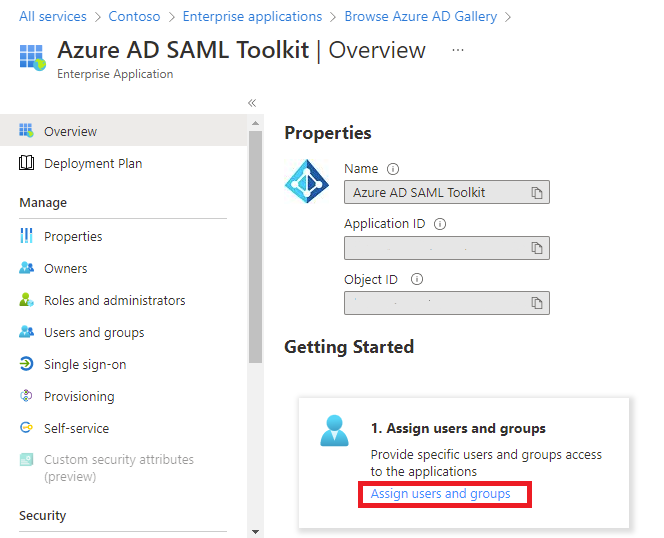 All services > Contoso > Enterprise applications > Browse Azure AD Gallery >
Azure AD SAML Toolkit | Overview ...
Enterprise Application
«
Overview
Deployment Plan
Manage
Properties
Owners
Roles and administrators
Users and groups
Single sign-on
Provisioning
Self-service
Custom security attributes
(preview)
Security
Properties
Name
Azure AD SAML Toolkit
Application ID
Object ID
Getting Started
1. Assign users and groups
Provide specific users and groups access
to the applications
Assign users and groups